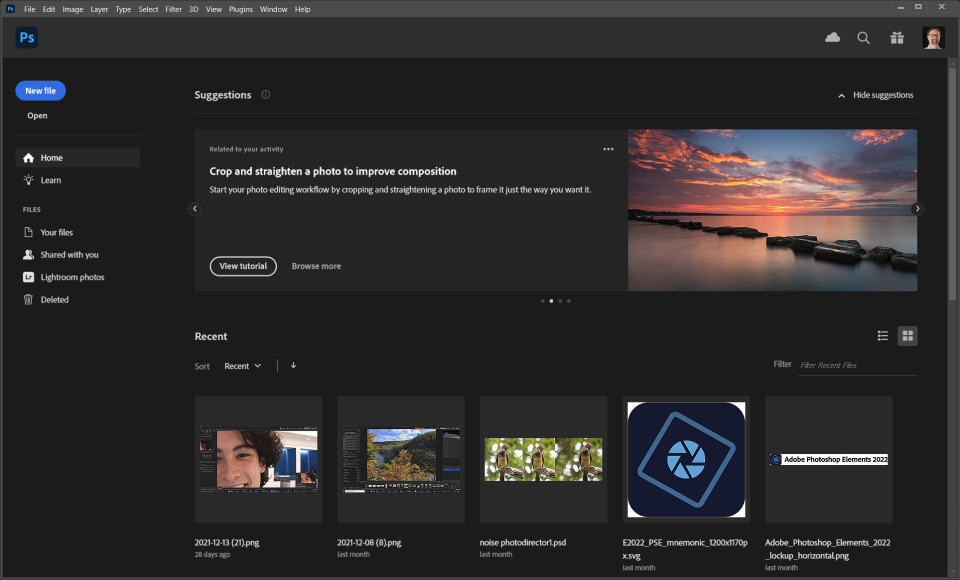 Ps File Edit Image Layer Type Select Filter 3D View Plugins Window Help
Ps
New file
Open
Home
Learn
FILES
Your files
Shared with you
Lr Lightroom photos
Deleted
Suggestions
Hide suggestions
Related to your activity
Crop and straighten a photo to improve composition
Start your photo editing workflow by cropping and straightening a photo to frame it just the way you want it.
View tutorial Browse more
Recent
Sort Recent
Filter Filter Recent Files
Adobe Photoshop Elements 2022
2021-12-13 (21).png
28 days ago
2021-12-08 (8).png
last month
noise photodirector1.psd
last month
E2022_PSE_mnemonic_1200x1170p
x.svg
last month
Adobe_Photoshop_Elements_2022
_lockup_horizontal.png
last month